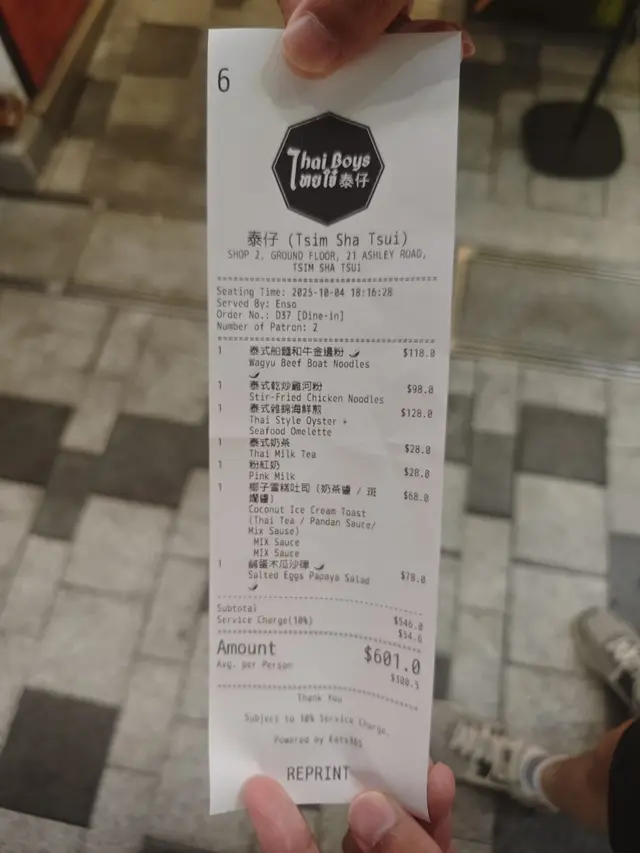 6
Thai Boys
ไทยใจ๋ 泰仔
泰仔 (Tsim Sha Tsui)
SHOP 2, GROUND FLOOR, 21 ASHLEY ROAD,
TSIM SHA TSUI
Seating Time: 2025-10-04 18:16:28
Served By: Enso
Order No.: D37 [Dine-in]
Number of Patron: 2
1 泰式船麵和牛金邊粉 $118.0
Wagyu Beef Boat Noodles
1 泰式乾炒雞河粉 $98.0
Stir-Fried Chicken Noodles
1 泰式雜錦海鮮煎 $128.0
Thai Style Oyster +
Seafood Omelette
1 泰式奶茶 $28.0
Thai Milk Tea
1 粉紅奶 $28.0
Pink Milk
1 椰子雪糕吐司 (奶茶醬 / 斑 $68.0
斕醬)
Coconut Ice Cream Toast
(Thai Tea / Pandan Sauce/
Mix Sause)
MIX Sauce
MIX Sauce
1 鹹蛋木瓜沙律 $78.0
Salted Eggs Papaya Salad
Subtotal $546.0
Service Charge(10%) $54.6
Amount $601.0
Avg. per Person $300.5
Thank You
Subject to 10% Service Charge.
Powered by Eats365
REPRINT